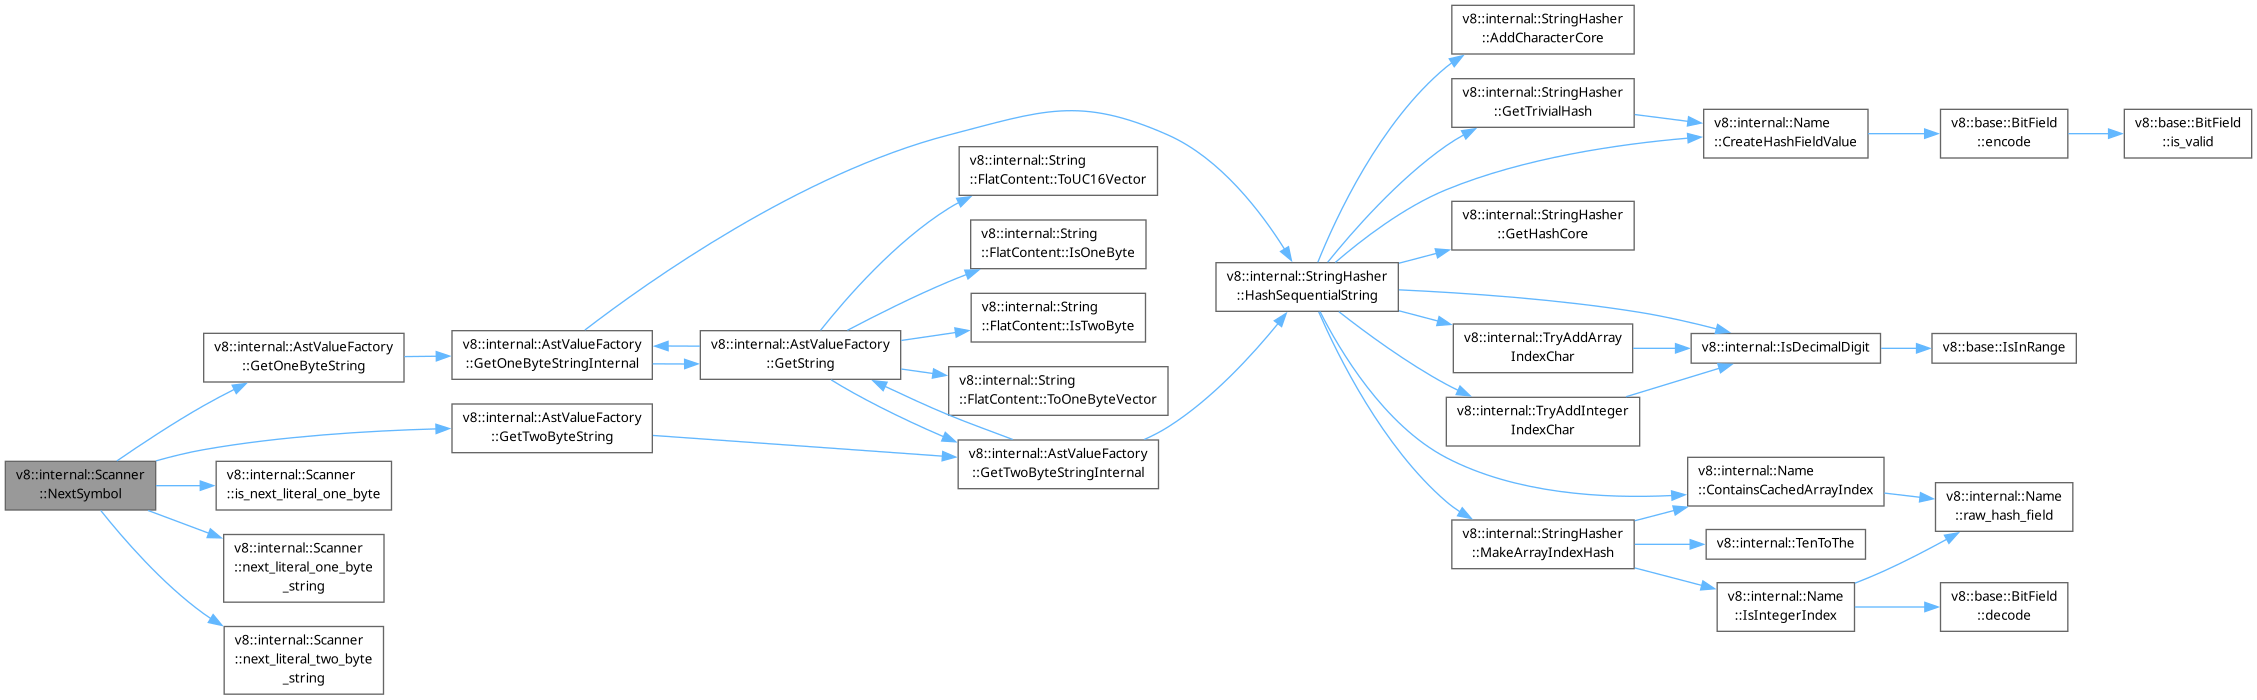 v8::internal::Scanner
::NextSymbol
v8::internal::AstValueFactory
::GetOneByteString
v8::internal::AstValueFactory
::GetTwoByteString
v8::internal::Scanner
::is_next_literal_one_byte
v8::internal::Scanner
::next_literal_one_byte
_string
v8::internal::Scanner
::next_literal_two_byte
_string
v8::internal::AstValueFactory
::GetOneByteStringInternal
v8::internal::AstValueFactory
::GetString
v8::internal::String
::FlatContent::ToUC16Vector
v8::internal::String
::FlatContent::IsOneByte
v8::internal::String
::FlatContent::IsTwoByte
v8::internal::String
::FlatContent::ToOneByteVector
v8::internal::AstValueFactory
::GetTwoByteStringInternal
v8::internal::StringHasher
::HashSequentialString
v8::internal::StringHasher
::AddCharacterCore
v8::internal::StringHasher
::GetTrivialHash
v8::internal::StringHasher
::GetHashCore
v8::internal::TryAddArray
IndexChar
v8::internal::TryAddInteger
IndexChar
v8::internal::StringHasher
::MakeArrayIndexHash
v8::internal::Name
::CreateHashFieldValue
v8::internal::IsDecimalDigit
v8::internal::Name
::ContainsCachedArrayIndex
v8::internal::TenToThe
v8::internal::Name
::IsIntegerIndex
v8::base::BitField
::encode
v8::base::IsInRange
v8::internal::Name
::raw_hash_field
v8::base::BitField
::decode
v8::base::BitField
::is_valid